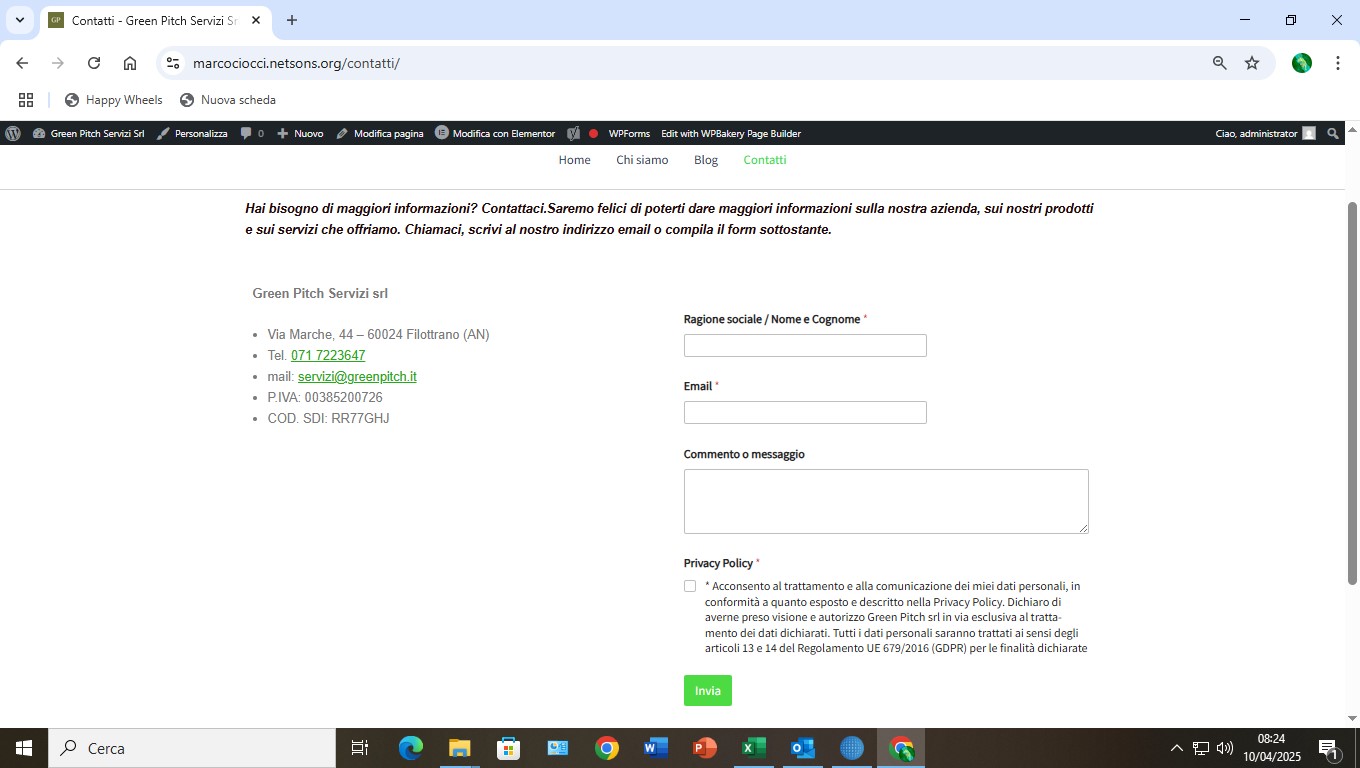 Contatti - Green Pitch Servizi Sr
marcociocci.netsons.org/contatti/
Happy Wheels
Nuova scheda
Green Pitch Servizi Srl
Personalizza
0
Nuovo
Modifica pagina
Modifica con Elementor
WPForms
Edit with WPBakery Page Builder
Ciao, administrator
Home
Chi siamo
Blog
Contatti
Hai bisogno di maggiori informazioni? Contattaci.Saremo felici di poterti dare maggiori informazioni sulla nostra azienda, sui nostri prodotti
e sui servizi che offriamo. Chiamaci, scrivi al nostro indirizzo email o compila il form sottostante.
Green Pitch Servizi srl
• Via Marche, 44 – 60024 Filottrano (AN)
• Tel. 071 7223647
• mail: servizi@greenpitch.it
• P.IVA: 00385200726
• COD. SDI: RR77GHJ
Ragione sociale / Nome e Cognome *
Email *
Commento o messaggio
Privacy Policy *
* Acconsento al trattamento e alla comunicazione dei miei dati personali, in
conformità a quanto esposto e descritto nella Privacy Policy. Dichiaro di
averne preso visione e autorizzo Green Pitch srl in via esclusiva al tratta-
mento dei dati dichiarati. Tutti i dati personali saranno trattati ai sensi degli
articoli 13 e 14 del Regolamento UE 679/2016 (GDPR) per le finalità dichiarate
Invia
Cerca
08:24
10/04/2025
1